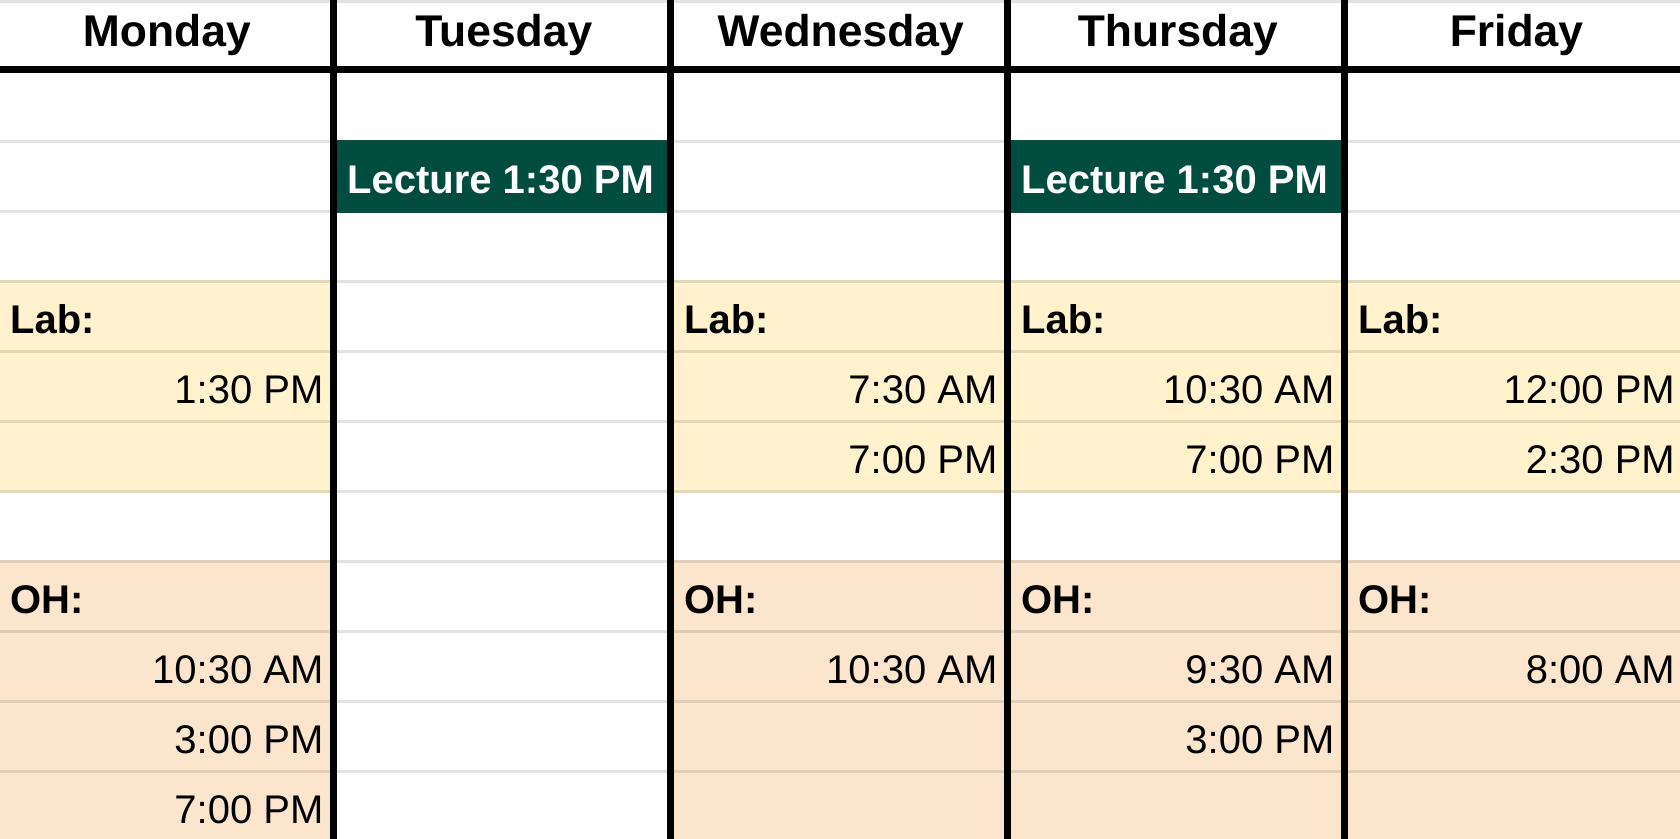 Monday Tuesday Wednesday Thursday Friday
Lecture 1:30 PM Lecture 1:30 PM
Lab: Lab: Lab: Lab:
1:30 PM 7:30 AM 10:30 AM 12:00 PM
7:00 PM 7:00 PM 2:30 PM
OH: OH: OH: OH:
10:30 AM 10:30 AM 9:30 AM 8:00 AM
3:00 PM 3:00 PM
7:00 PM